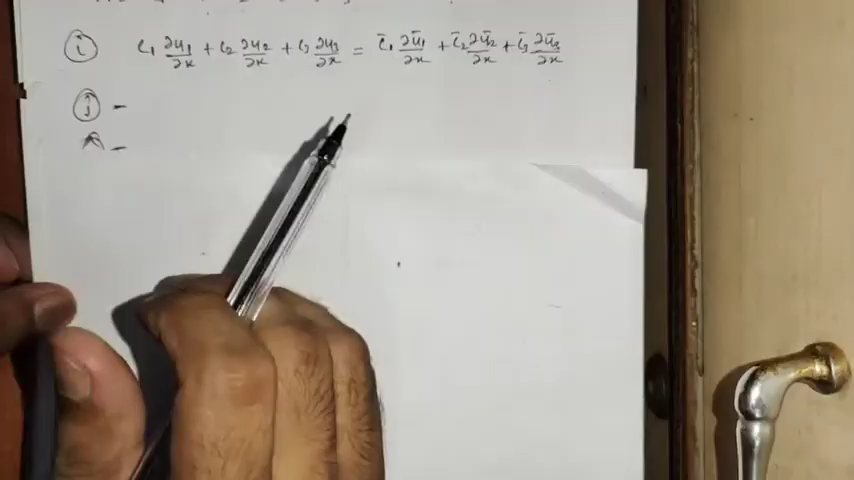 ⓘ C₁ ∂u₁/∂x + C₂ ∂u₂/∂x + C₃ ∂u₃/∂x = C̄₁ ∂ū₁/∂x + C̄₂ ∂ū₂/∂x + C̄₃ ∂ū₃/∂x
ⓙ –